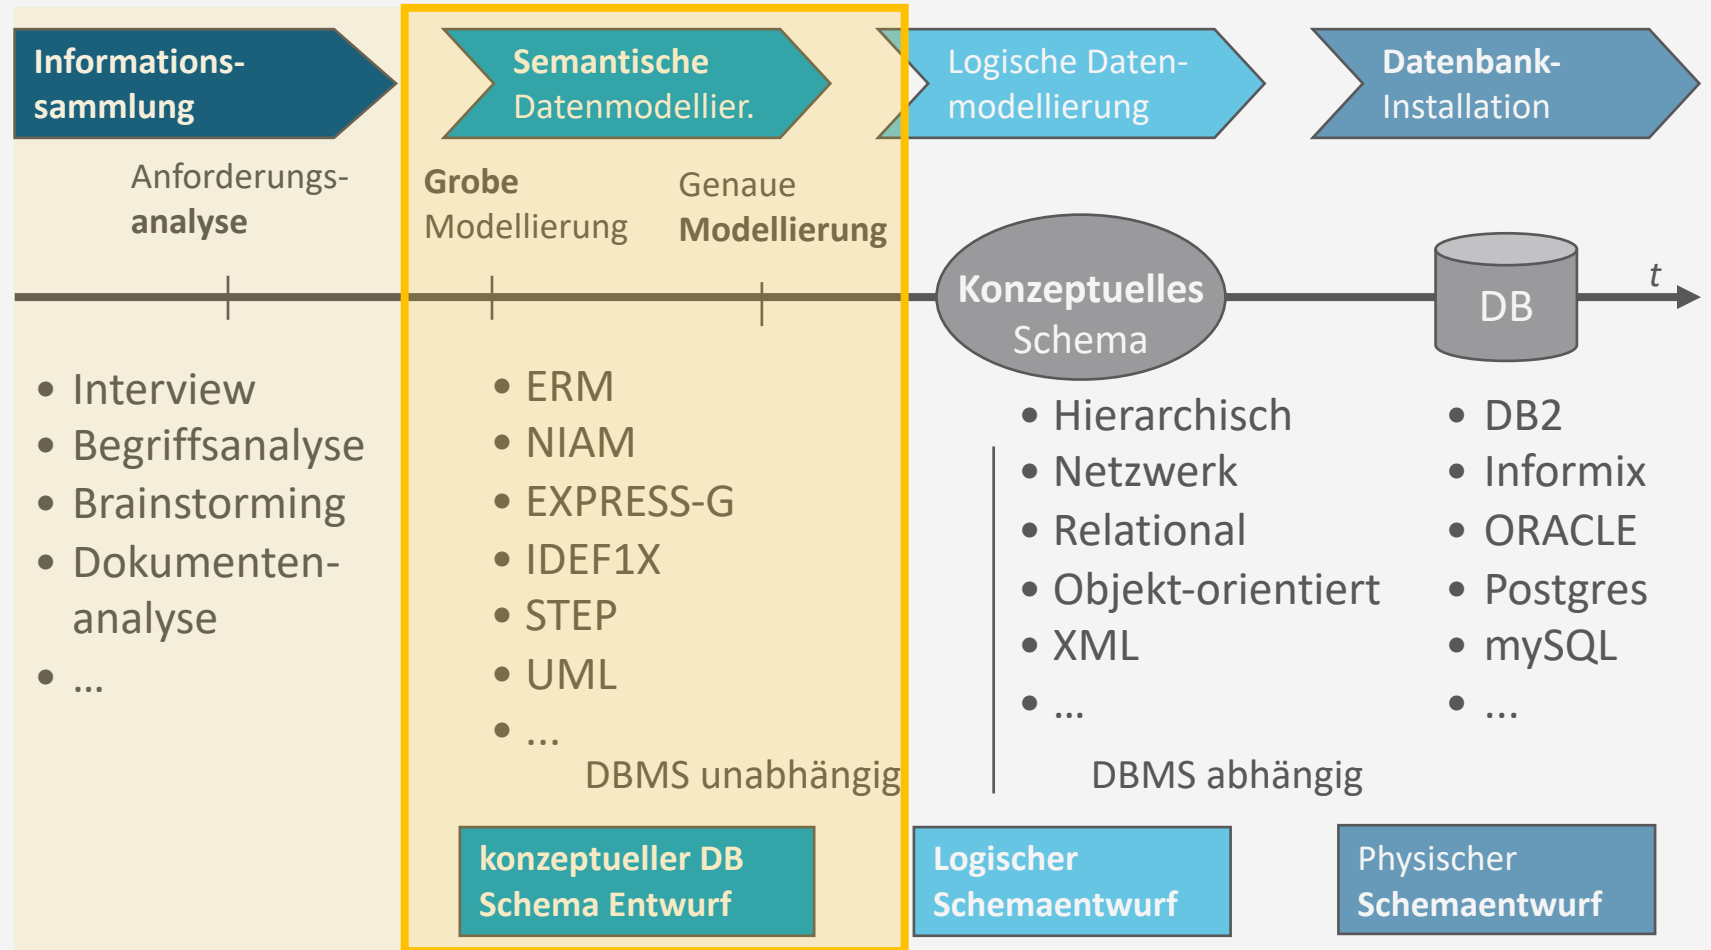 Informations-
sammlung
Semantische
Datenmodellier.
Logische Daten-
modellierung
Datenbank-
Installation
Anforderungs-
analyse
Grobe
Modellierung
Genaue
Modellierung
Konzeptuelles
Schema
DB
t
• Interview
• Begriffsanalyse
• Brainstorming
• Dokumenten-
analyse
• ...
• ERM
• NIAM
• EXPRESS-G
• IDEF1X
• STEP
• UML
• ...
DBMS unabhängig
• Hierarchisch
• Netzwerk
• Relational
• Objekt-orientiert
• XML
• ...
DBMS abhängig
• DB2
• Informix
• ORACLE
• Postgres
• mySQL
• ...
konzeptueller DB
Schema Entwurf
Logischer
Schemaentwurf
Physischer
Schemaentwurf